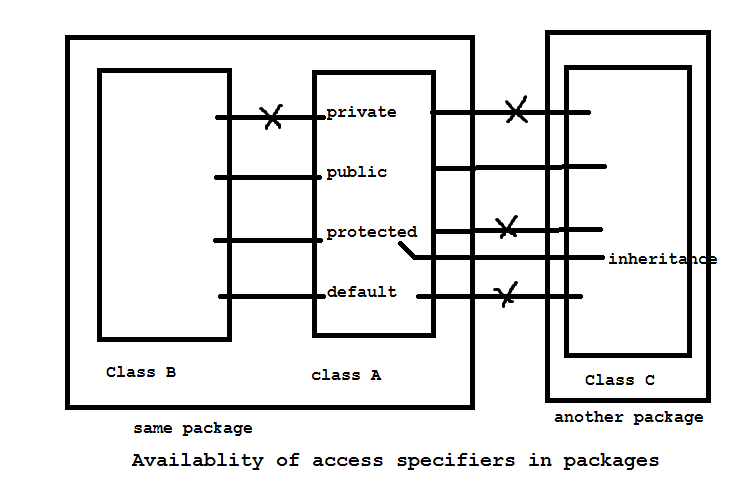 private
public
protected
inheritance
default
Class B
class A
Class C
same package
another package
Availablity of access specifiers in packages